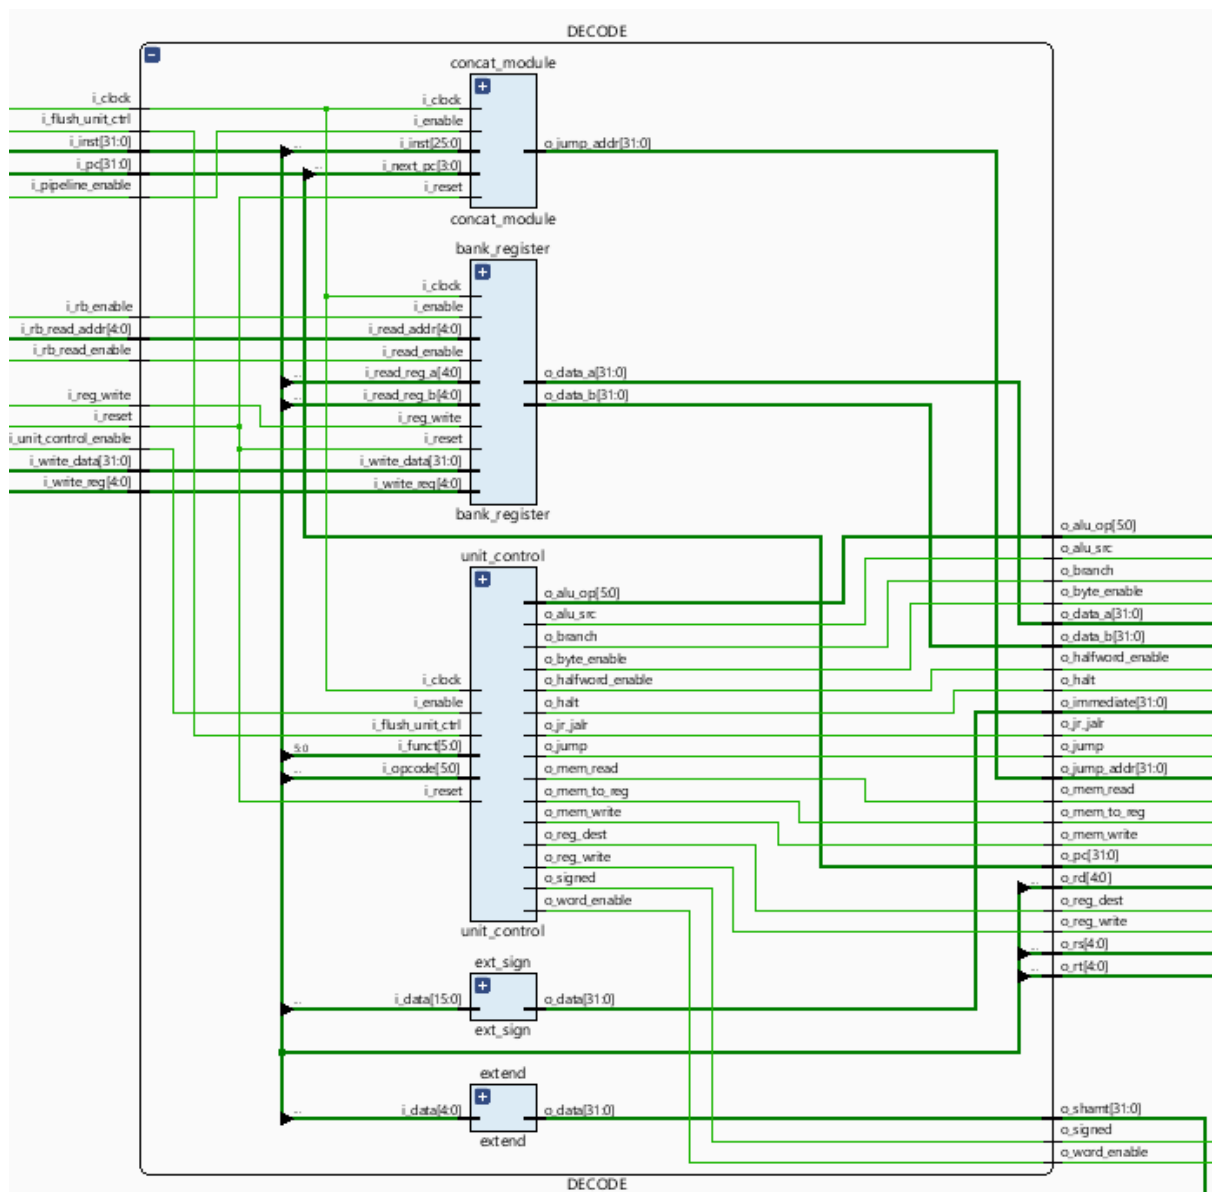 DECODE
concat_module
i_clock
i_flush_unit_ctrl
i_inst[31:0]
i_pc[31:0]
i_pipeline_enable
i_clock
i_enable
...
i_inst[25:0]
...
i_next_pc[3:0]
i_reset
o_jump_addr[31:0]
concat_module
bank_register
i_rb_enable
i_rb_read_addr[4:0]
i_rb_read_enable
i_reg_write
i_reset
i_unit_control_enable
i_write_data[31:0]
i_write_reg[4:0]
i_clock
i_enable
i_read_addr[4:0]
i_read_enable
...
i_read_reg_a[4:0]
...
i_read_reg_b[4:0]
i_reg_write
i_reset
i_write_data[31:0]
i_write_reg[4:0]
o_data_a[31:0]
o_data_b[31:0]
bank_register
unit_control
i_clock
i_enable
i_flush_unit_ctrl
5:0
i_funct[5:0]
...
i_opcode[5:0]
i_reset
o_alu_op[5:0]
o_alu_src
o_branch
o_byte_enable
o_halfword_enable
o_halt
o_jr_jalr
o_jump
o_mem_read
o_mem_to_reg
o_mem_write
o_reg_dest
o_reg_write
o_signed
o_word_enable
unit_control
o_alu_op[5:0]
o_alu_src
o_branch
o_byte_enable
o_data_a[31:0]
o_data_b[31:0]
o_halfword_enable
o_halt
o_immediate[31:0]
o_jr_jalr
o_jump
o_jump_addr[31:0]
o_mem_read
o_mem_to_reg
o_mem_write
o_pc[31:0]
...
o_rd[4:0]
o_reg_dest
o_reg_write
...
o_rs[4:0]
...
o_rt[4:0]
ext_sign
...
i_data[15:0]
o_data[31:0]
ext_sign
extend
...
i_data[4:0]
o_data[31:0]
extend
o_shamt[31:0]
o_signed
o_word_enable
DECODE